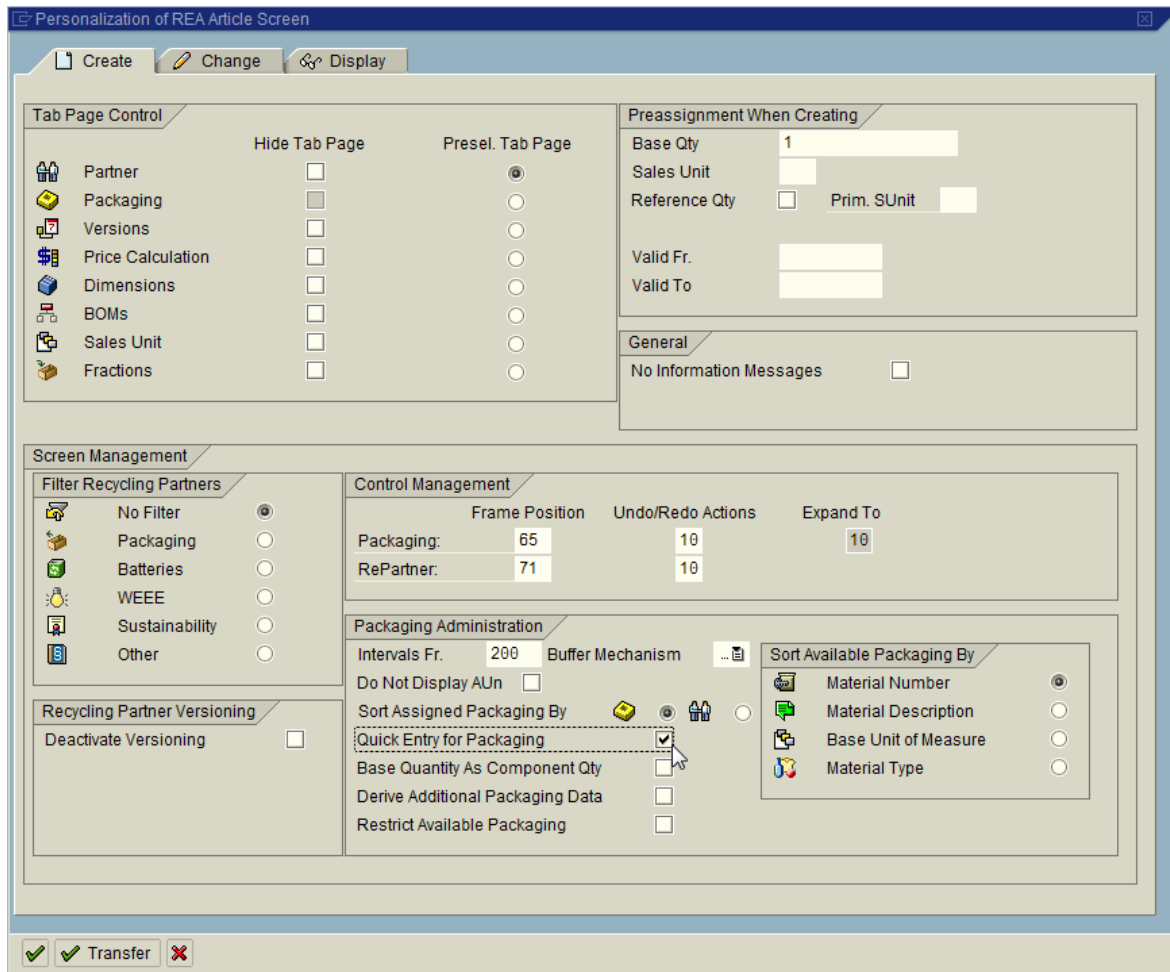 Personalization of REA Article Screen
Create Change Display
Tab Page Control
Hide Tab Page Presel. Tab Page
Partner
Packaging
Versions
Price Calculation
Dimensions
BOMs
Sales Unit
Fractions
Preassignment When Creating
Base Qty 1
Sales Unit
Reference Qty Prim. SUnit
Valid Fr.
Valid To
General
No Information Messages
Screen Management
Filter Recycling Partners
No Filter
Packaging
Batteries
WEEE
Sustainability
Other
Recycling Partner Versioning
Deactivate Versioning
Control Management
Frame Position Undo/Redo Actions Expand To
Packaging: 65 10 10
RePartner: 71 10
Packaging Administration
Intervals Fr. 200 Buffer Mechanism ...
Do Not Display AUn
Sort Assigned Packaging By
Quick Entry for Packaging
Base Quantity As Component Qty
Derive Additional Packaging Data
Restrict Available Packaging
Sort Available Packaging By
Material Number
Material Description
Base Unit of Measure
Material Type
Transfer